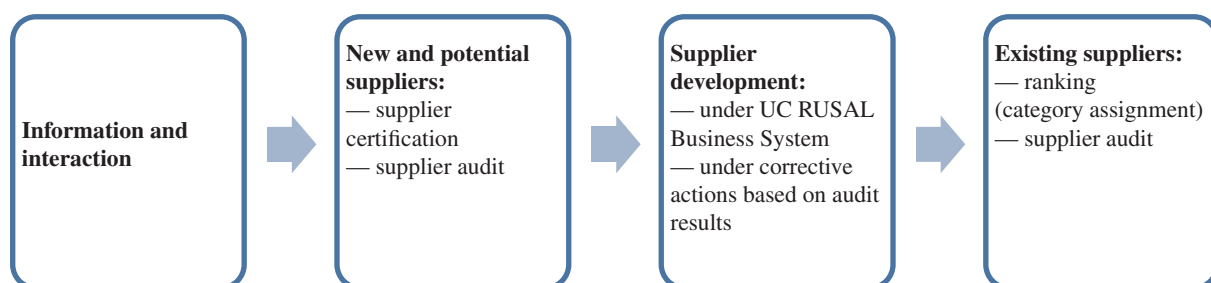 Information and
interaction
New and potential
suppliers:
— supplier
certification
— supplier audit
Supplier
development:
— under UC RUSAL
Business System
— under corrective
actions based on audit
results
Existing suppliers:
— ranking
(category assignment)
— supplier audit